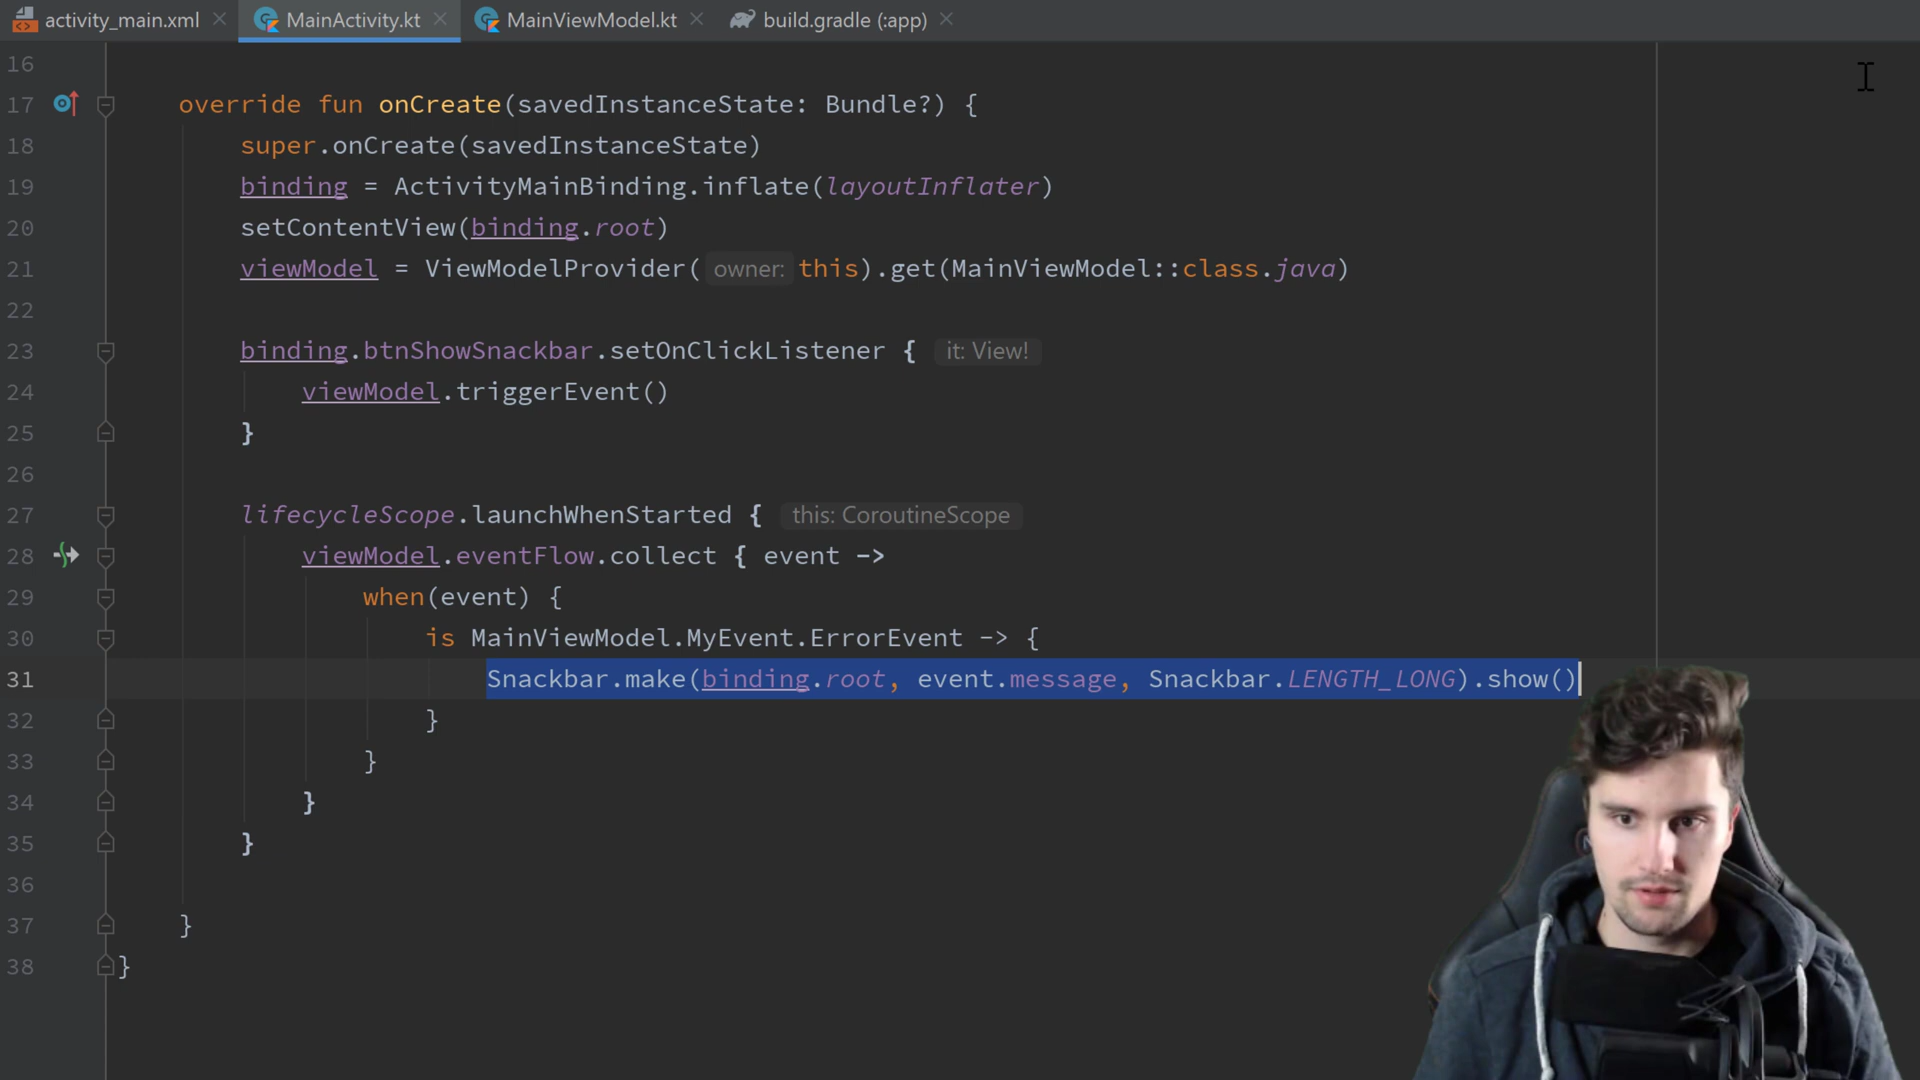 activity_main.xml MainActivity.kt MainViewModel.kt build.gradle (:app)
16
17 override fun onCreate(savedInstanceState: Bundle?) {
18 super.onCreate(savedInstanceState)
19 binding = ActivityMainBinding.inflate(layoutInflater)
20 setContentView(binding.root)
21 viewModel = ViewModelProvider( owner: this).get(MainViewModel::class.java)
22
23 binding.btnShowSnackbar.setOnClickListener { it: View!
24 viewModel.triggerEvent()
25 }
26
27 lifecycleScope.launchWhenStarted { this: CoroutineScope
28 viewModel.eventFlow.collect { event ->
29 when(event) {
30 is MainViewModel.MyEvent.ErrorEvent -> {
31 Snackbar.make(binding.root, event.message, Snackbar.LENGTH_LONG).show()
32 }
33 }
34 }
35 }
36
37 }
38 }